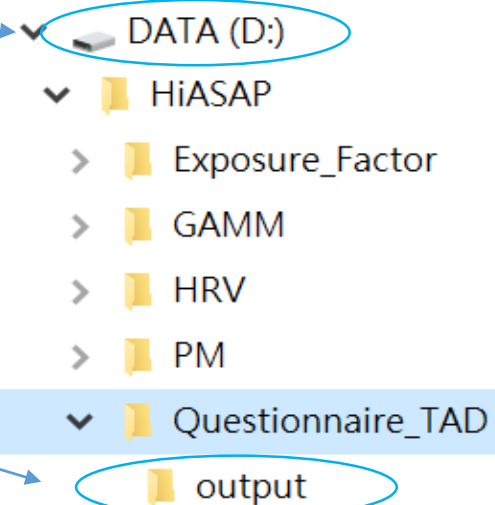 DATA (D:)
HiASAP
Exposure_Factor
GAMM
HRV
PM
Questionnaire_TAD
output